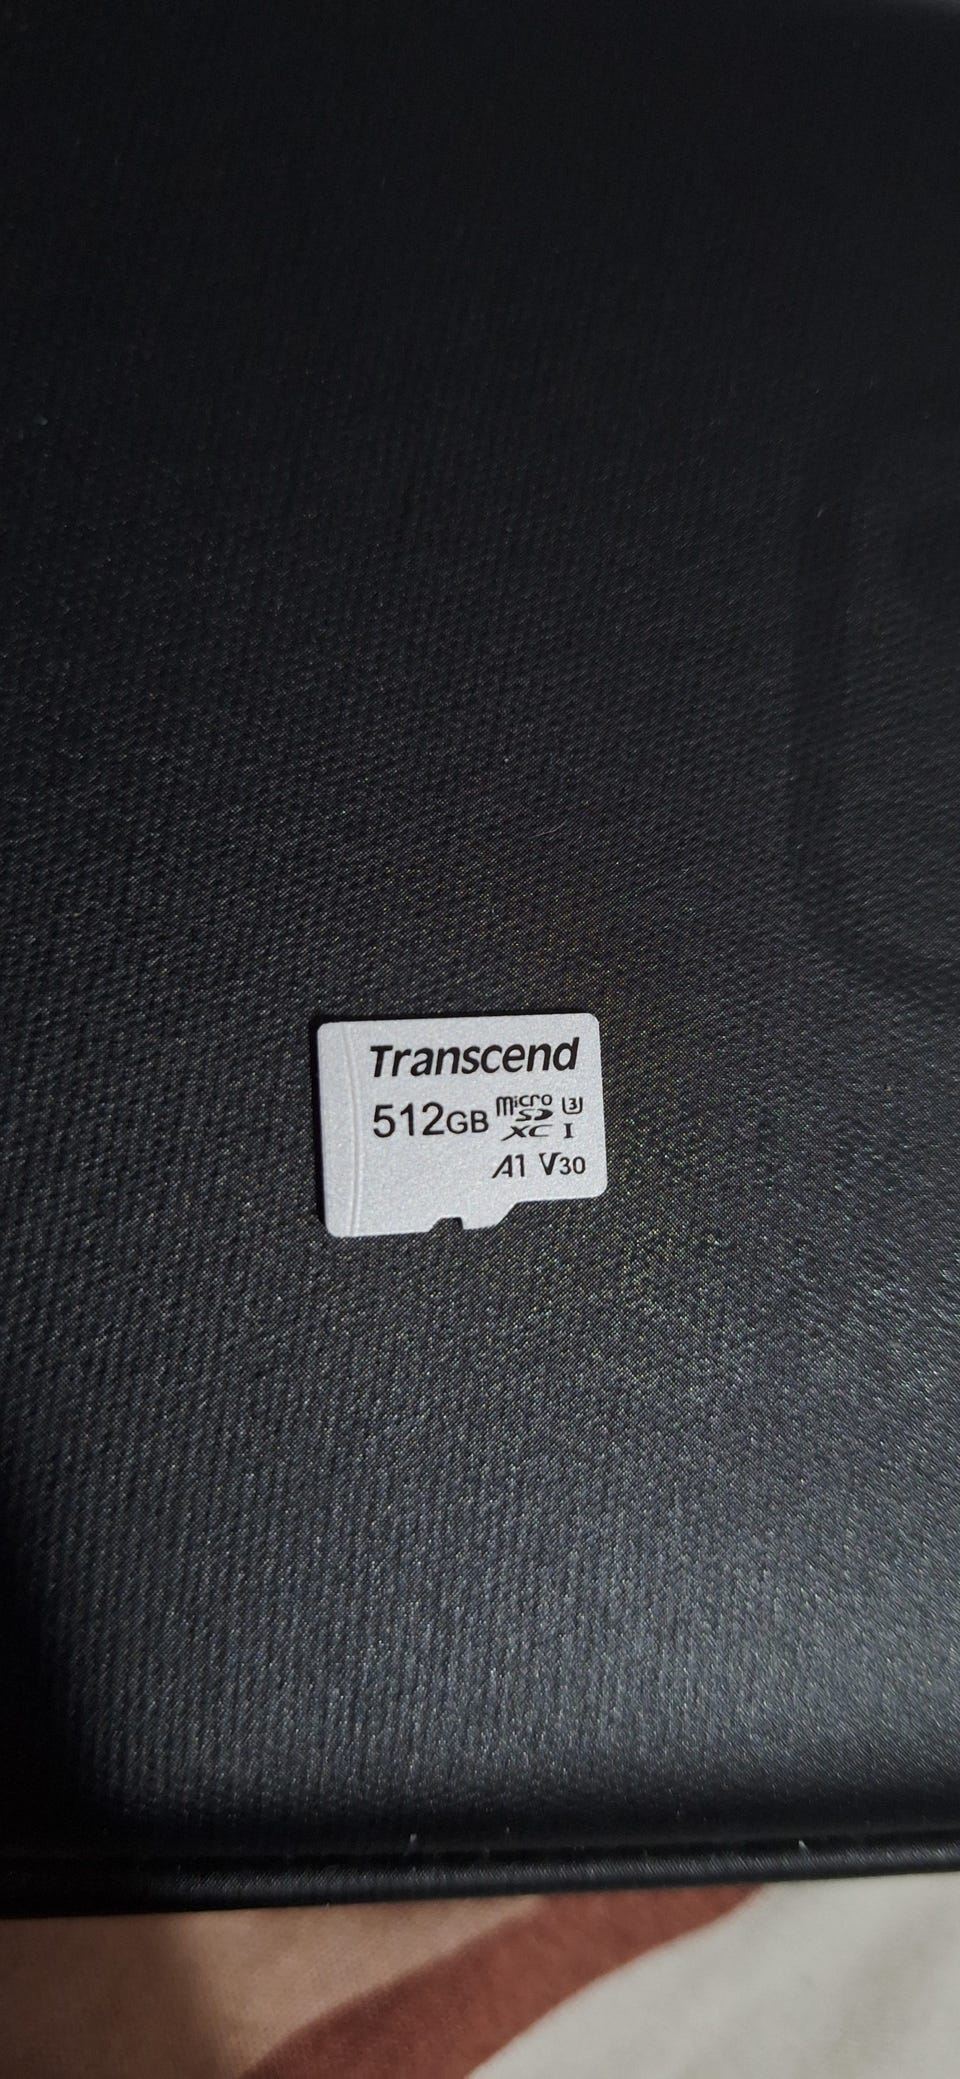 Transcend
512GB micro SD XC I U3
A1 V30